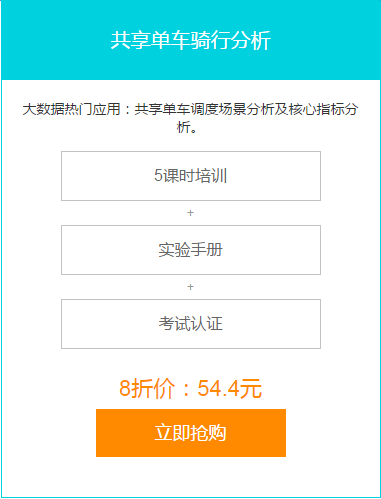 共享单车骑行分析
大数据热门应用：共享单车调度场景分析及核心指标分
析。
5课时培训
+
实验手册
+
考试认证
8折价：54.4元
立即抢购